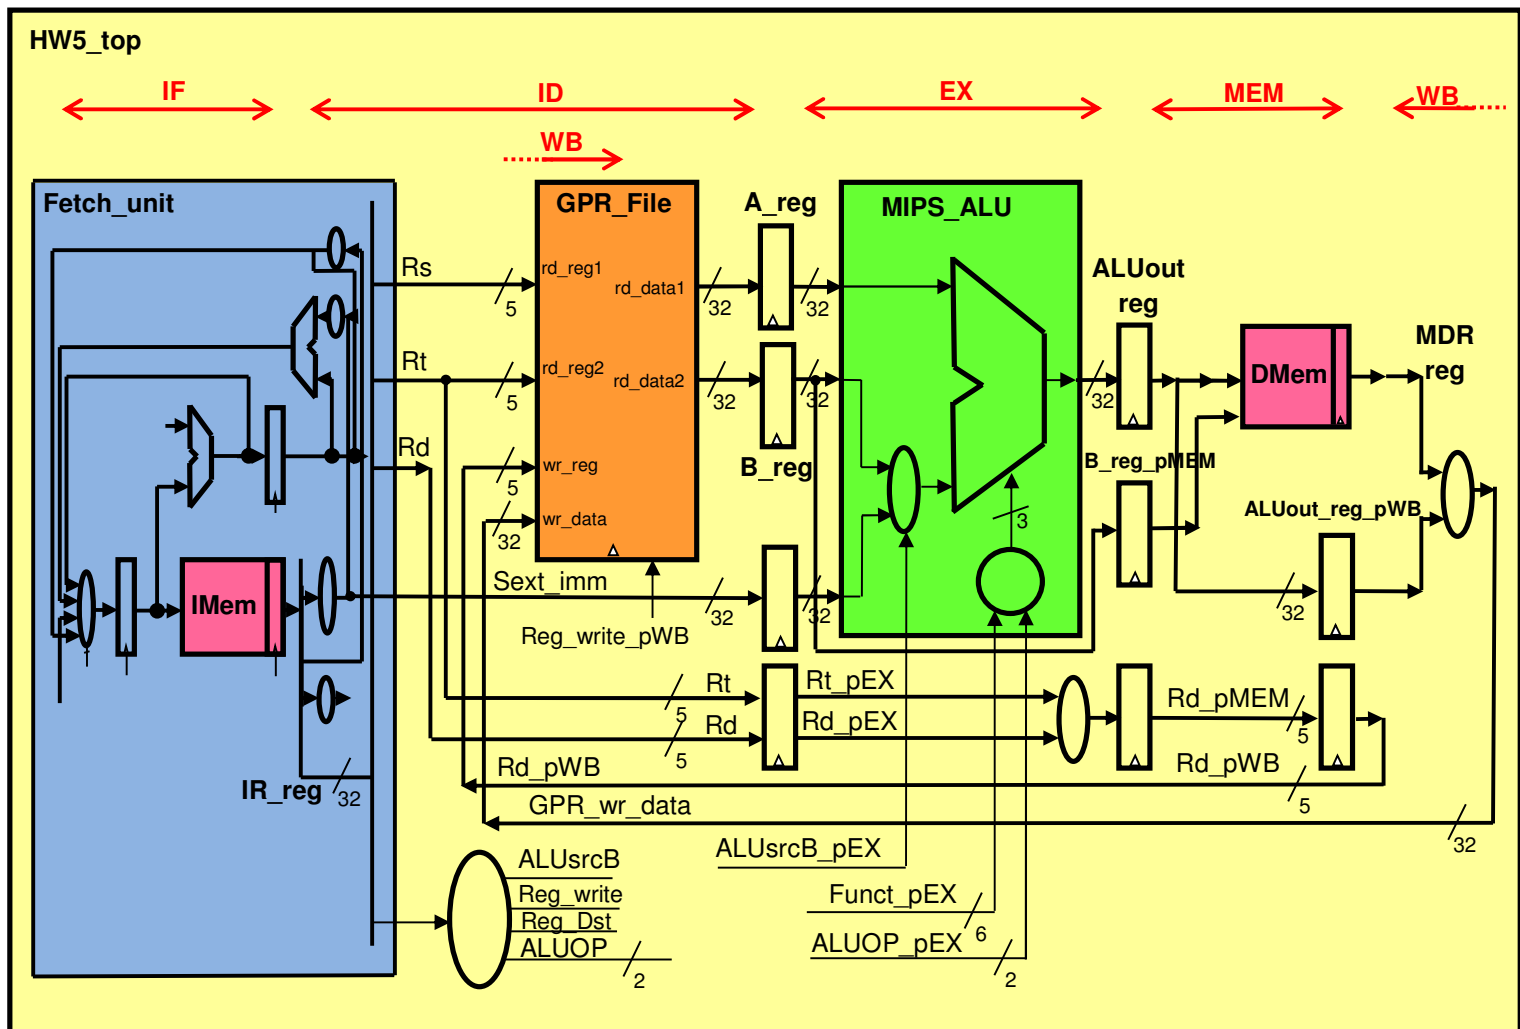 HW5_top
IF
ID
EX
MEM
WB
WB
Fetch_unit
GPR_File
A_reg
MIPS_ALU
Rs
rd_reg1
rd_data1
5
32
32
ALUout
reg
Rt
rd_reg2
rd_data2
5
32
32
32
DMem
MDR
reg
Rd
wr_reg
5
B_reg
B_reg_pMEM
wr_data
32
3
ALUout_reg_pWB
IMem
Sext_imm
32
32
32
Reg_write_pWB
Rt
5
Rt_pEX
Rd
5
Rd_pEX
Rd_pMEM
5
Rd_pWB
Rd_pWB
5
IR_reg
32
GPR_wr_data
32
ALUsrcB
ALUsrcB_pEX
Reg_write
Reg_Dst
ALUOP
2
Funct_pEX
6
ALUOP_pEX
2